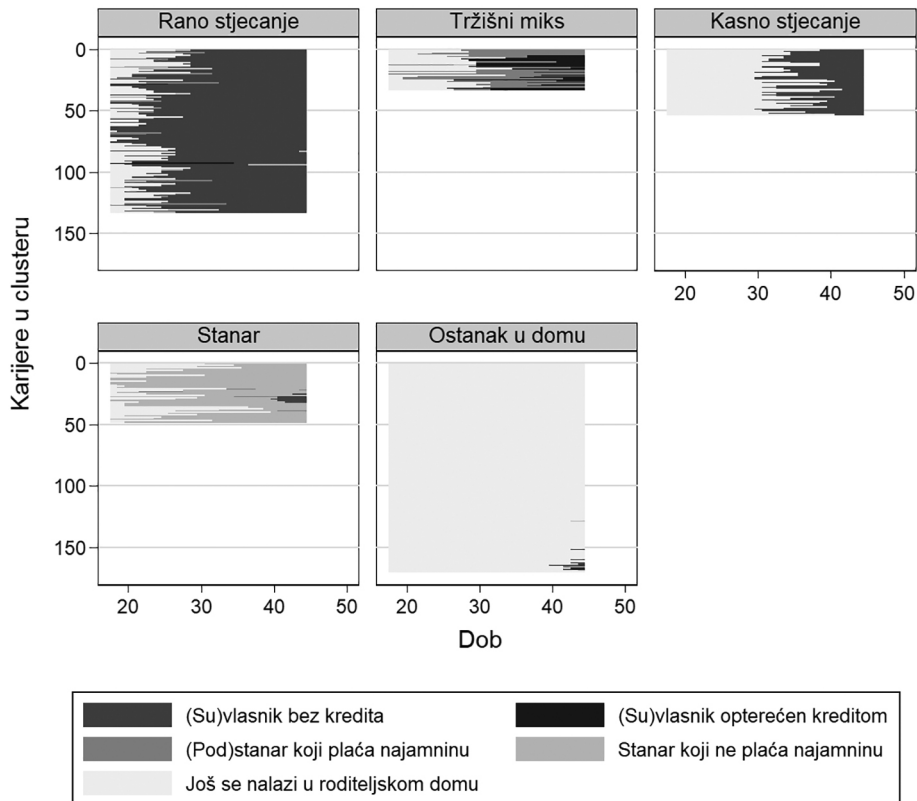 Rano stjecanje
Tržišni miks
Kasno stjecanje
0
50
100
150
20 30 40 50
Stanar
Ostanak u domu
0
50
100
150
20 30 40 50
20 30 40 50
Karijere u clusteru
Dob
(Su)vlasnik bez kredita
(Su)vlasnik opterećen kreditom
(Pod)stanar koji plaća najamninu
Stanar koji ne plaća najamninu
Još se nalazi u roditeljskom domu